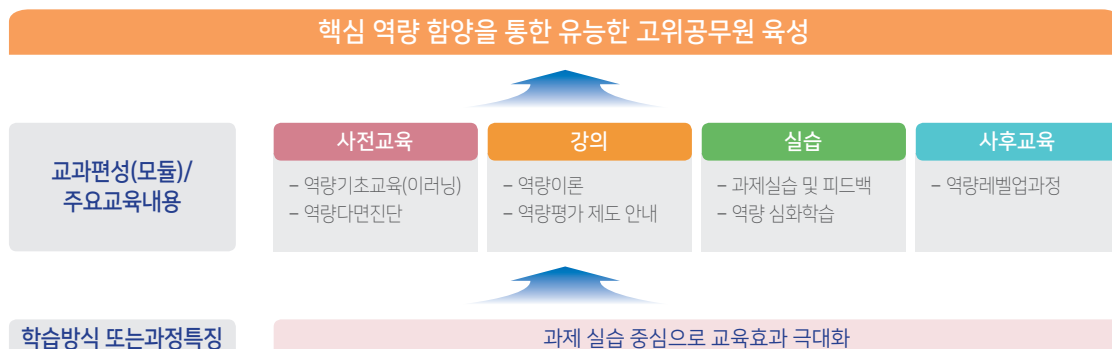 핵심 역량 함양을 통한 유능한 고위공무원 육성
교과편성(모듈)/
주요교육내용
사전교육
– 역량기초교육(이러닝)
– 역량다면진단
강의
– 역량이론
– 역량평가 제도 안내
실습
– 과제실습 및 피드백
– 역량 심화학습
사후교육
– 역량레벨업과정
학습방식 또는과정특징
과제 실습 중심으로 교육효과 극대화